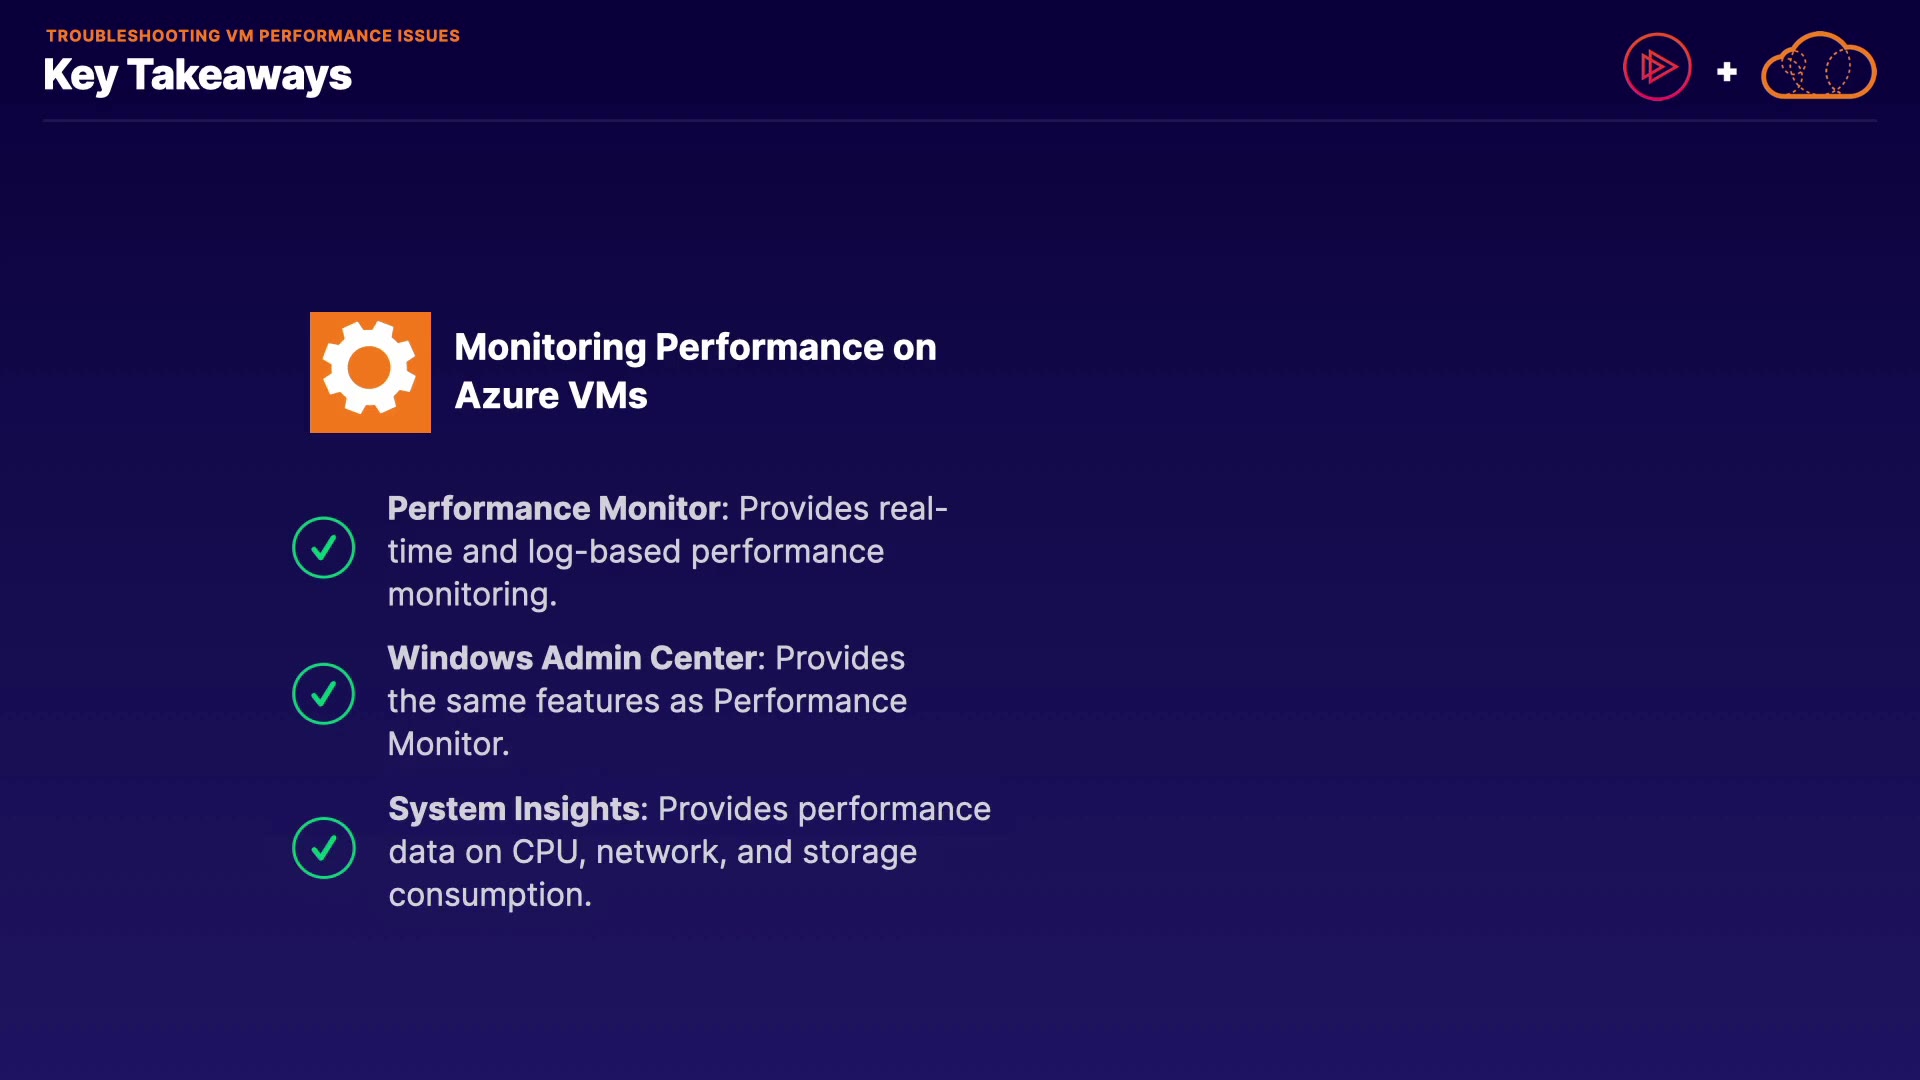 TROUBLESHOOTING VM PERFORMANCE ISSUES
Key Takeaways
Monitoring Performance on
Azure VMs
Performance Monitor: Provides real-
time and log-based performance
monitoring.
Windows Admin Center: Provides
the same features as Performance
Monitor.
System Insights: Provides performance
data on CPU, network, and storage
consumption.